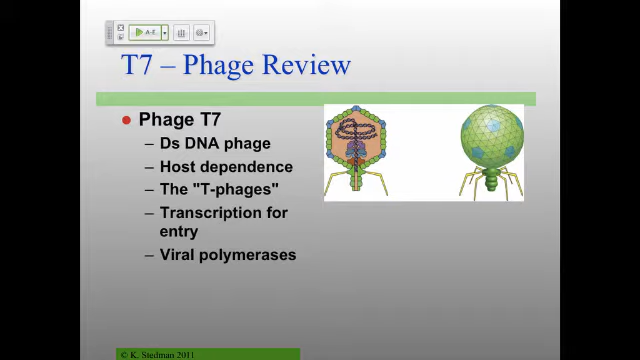 A-E
T7 – Phage Review
Phage T7
– Ds DNA phage
– Host dependence
– The "T-phages"
– Transcription for
entry
– Viral polymerases
© K. Stedman 2011